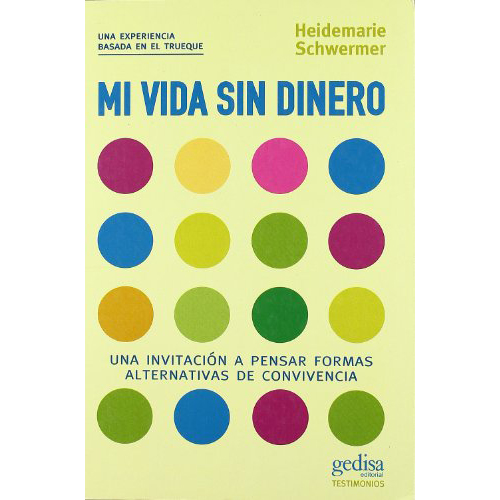 UNA EXPERIENCIA
BASADA EN EL TRUEQUE
Heidemarie
Schwermer
MI VIDA SIN DINERO
UNA INVITACIÓN A PENSAR FORMAS
ALTERNATIVAS DE CONVIVENCIA
gedisa
editorial
TESTIMONIOS